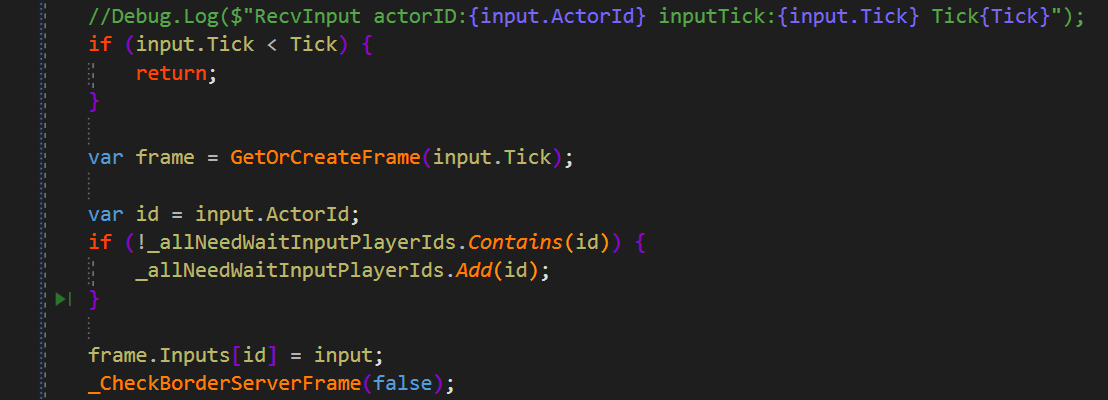 //Debug.Log($"RecvInput actorID:{input.ActorId} inputTick:{input.Tick} Tick{Tick}");
if (input.Tick < Tick) {
return;
}
var frame = GetOrCreateFrame(input.Tick);
var id = input.ActorId;
if (!_allNeedWaitInputPlayerIds.Contains(id)) {
_allNeedWaitInputPlayerIds.Add(id);
}
frame.Inputs[id] = input;
_CheckBorderServerFrame(false);